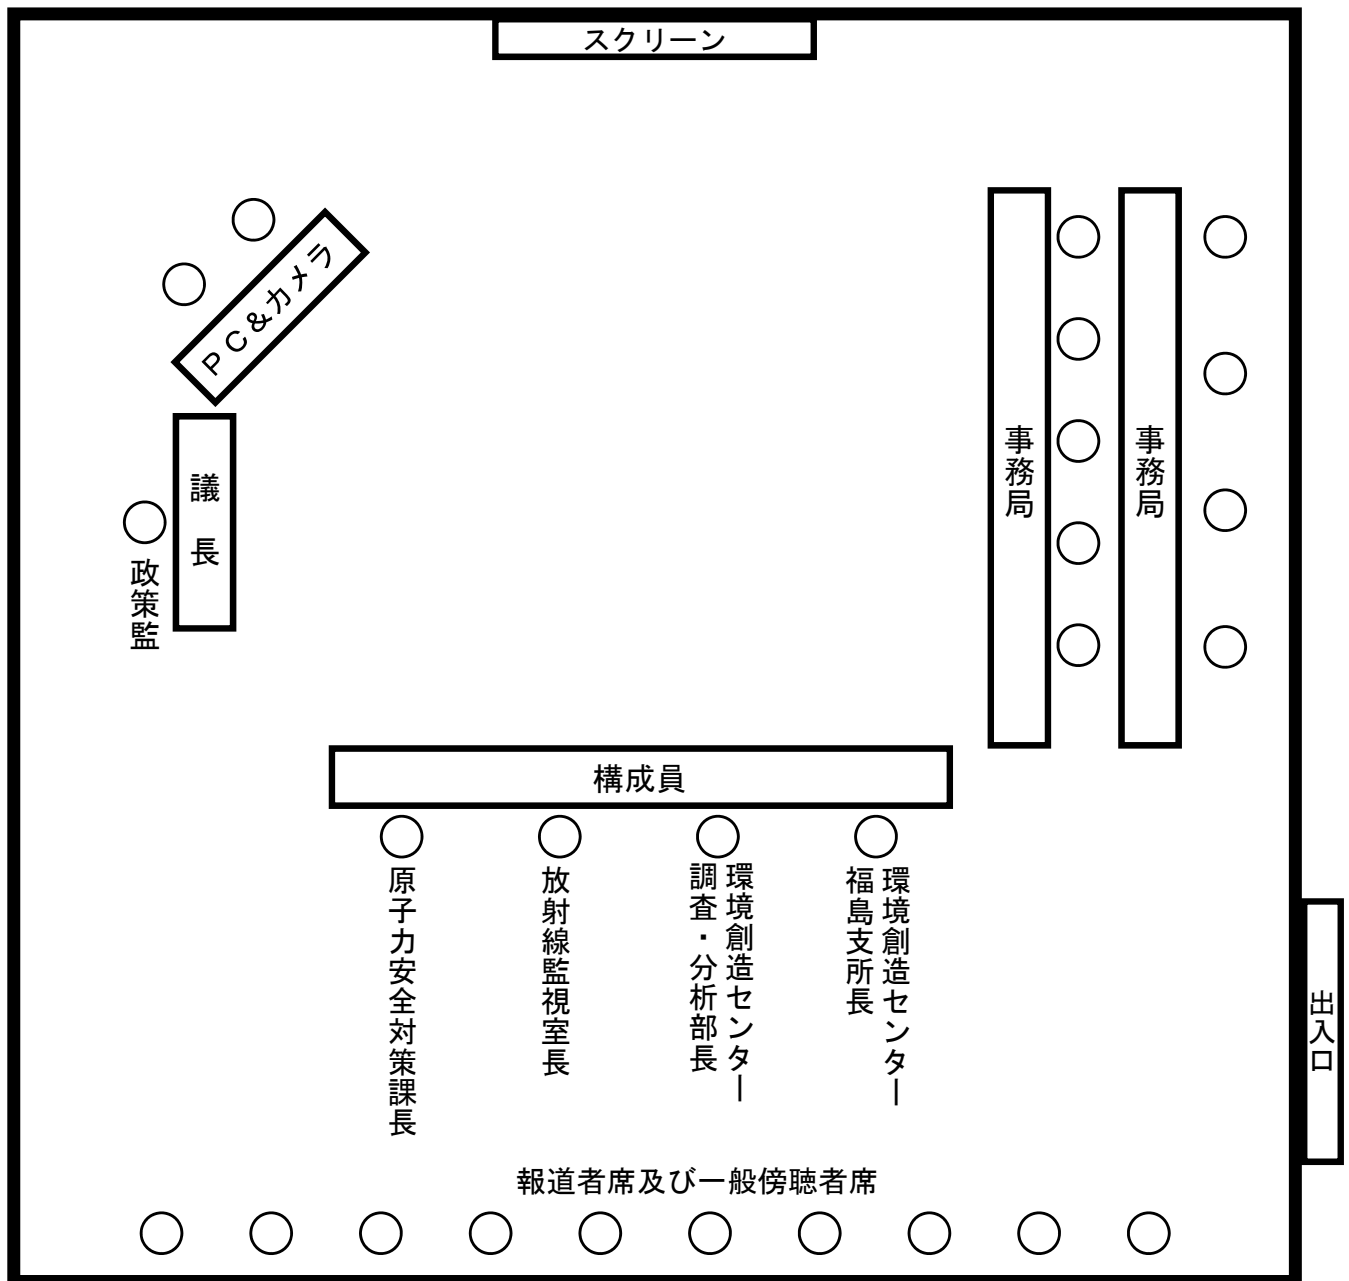 スクリーン
PC&カメラ
議長
政策監
事務局
事務局
構成員
原子力安全対策課長
放射線監視室長
環境創造センター
調査・分析部長
環境創造センター
福島支所長
出入口
報道者席及び一般傍聴者席